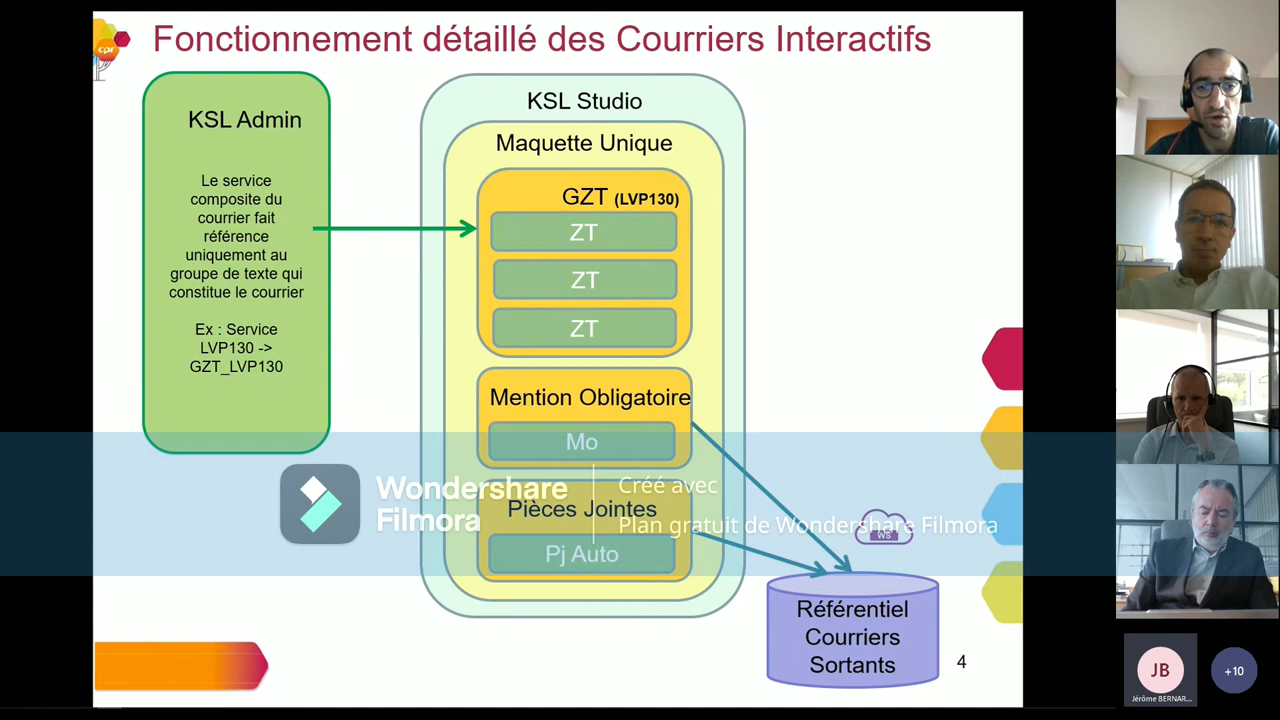 cpr
Fonctionnement détaillé des Courriers Interactifs
KSL Admin
Le service
composite du
courrier fait
référence
uniquement au
groupe de texte qui
constitue le courrier
Ex : Service
LVP130 ->
GZT_LVP130
KSL Studio
Maquette Unique
GZT (LVP130)
ZT
ZT
ZT
Mention Obligatoire
Mo
Pièces Jointes
Pj Auto
Wondershare
Filmora
Créé avec
Plan gratuit de Wondershare Filmora
WS
Référentiel
Courriers
Sortants
4
JB
Jérôme BERNAR...
+10